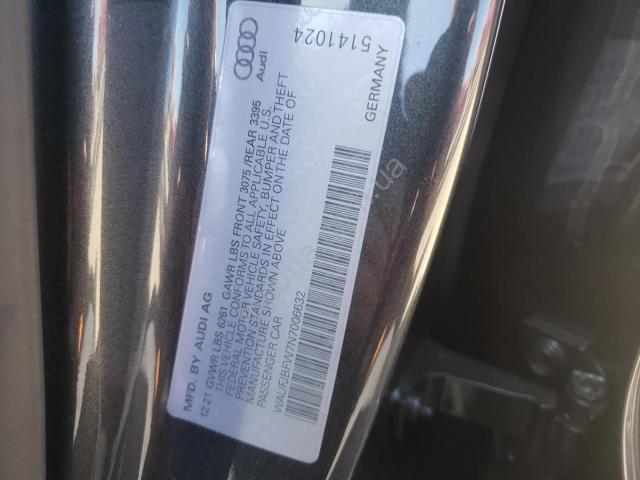 MFD. BY AUDI AG
12-21 GVWR LBS 6261 GAWR LBS FRONT 3075 /REAR 3395
THIS VEHICLE CONFORMS TO ALL APPLICABLE U.S.
FEDERAL MOTOR VEHICLE SAFETY, BUMPER AND THEFT
PREVENTION STANDARDS IN EFFECT ON THE DATE OF
MANUFACTURE SHOWN ABOVE
PASSENGER CAR
WAUFJBFW7N7006632
Audi
5141024
GERMANY